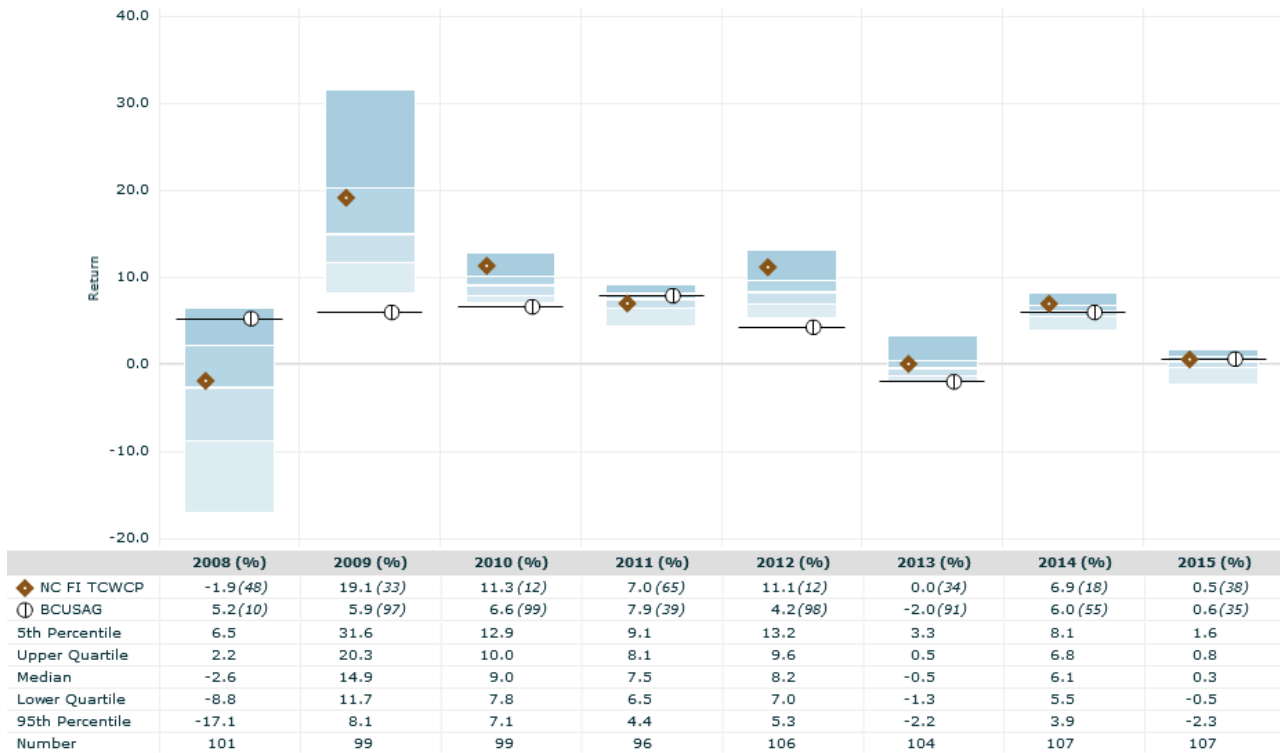 40.0
30.0
20.0
10.0
0.0
-10.0
-20.0
Return
2008 (%) 2009 (%) 2010 (%) 2011 (%) 2012 (%) 2013 (%) 2014 (%) 2015 (%)
NC FI TCWCP -1.9 (48) 19.1 (33) 11.3 (12) 7.0 (65) 11.1 (12) 0.0 (34) 6.9 (18) 0.5 (38)
BCUSAG 5.2 (10) 5.9 (97) 6.6 (99) 7.9 (39) 4.2 (98) -2.0 (91) 6.0 (55) 0.6 (35)
5th Percentile 6.5 31.6 12.9 9.1 13.2 3.3 8.1 1.6
Upper Quartile 2.2 20.3 10.0 8.1 9.6 0.5 6.8 0.8
Median -2.6 14.9 9.0 7.5 8.2 -0.5 6.1 0.3
Lower Quartile -8.8 11.7 7.8 6.5 7.0 -1.3 5.5 -0.5
95th Percentile -17.1 8.1 7.1 4.4 5.3 -2.2 3.9 -2.3
Number 101 99 99 96 106 104 107 107